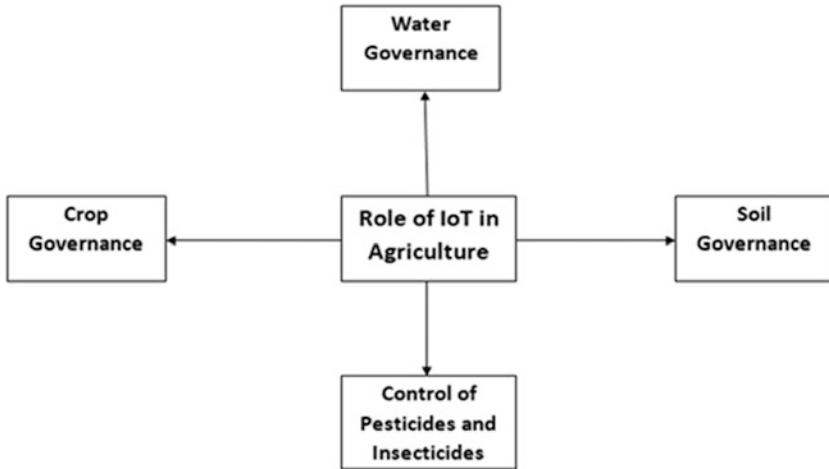 Water
Governance
Crop
Governance
Role of IoT in
Agriculture
Soil
Governance
Control of
Pesticides and
Insecticides